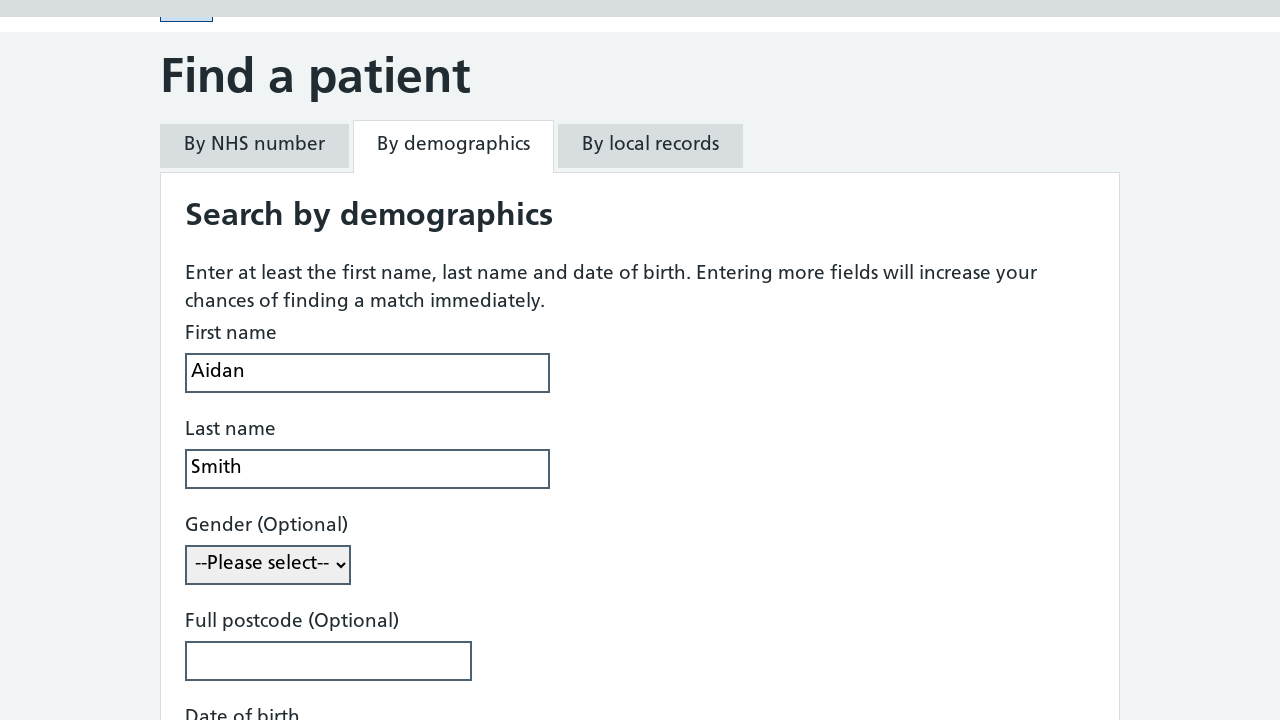 Find a patient
By NHS number
By demographics
By local records
Search by demographics
Enter at least the first name, last name and date of birth. Entering more fields will increase your
chances of finding a match immediately.
First name
Aidan
Last name
Smith
Gender (Optional)
--Please select--
Full postcode (Optional)
Date of birth